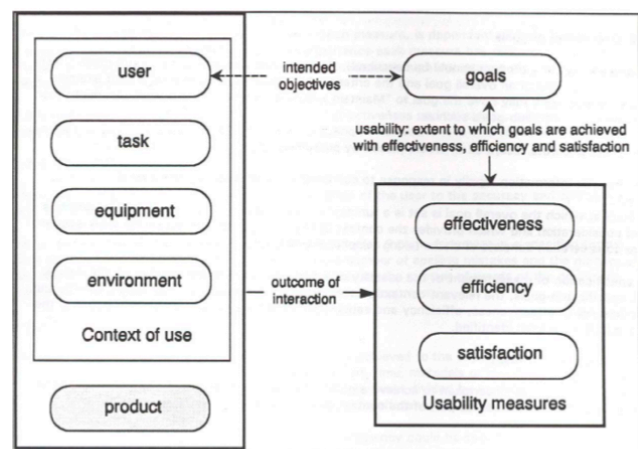 user
intended
objectives
goals
task
usability: extent to which goals are achieved
with effectiveness, efficiency and satisfaction
equipment
effectiveness
environment
outcome of
interaction
efficiency
Context of use
satisfaction
product
Usability measures